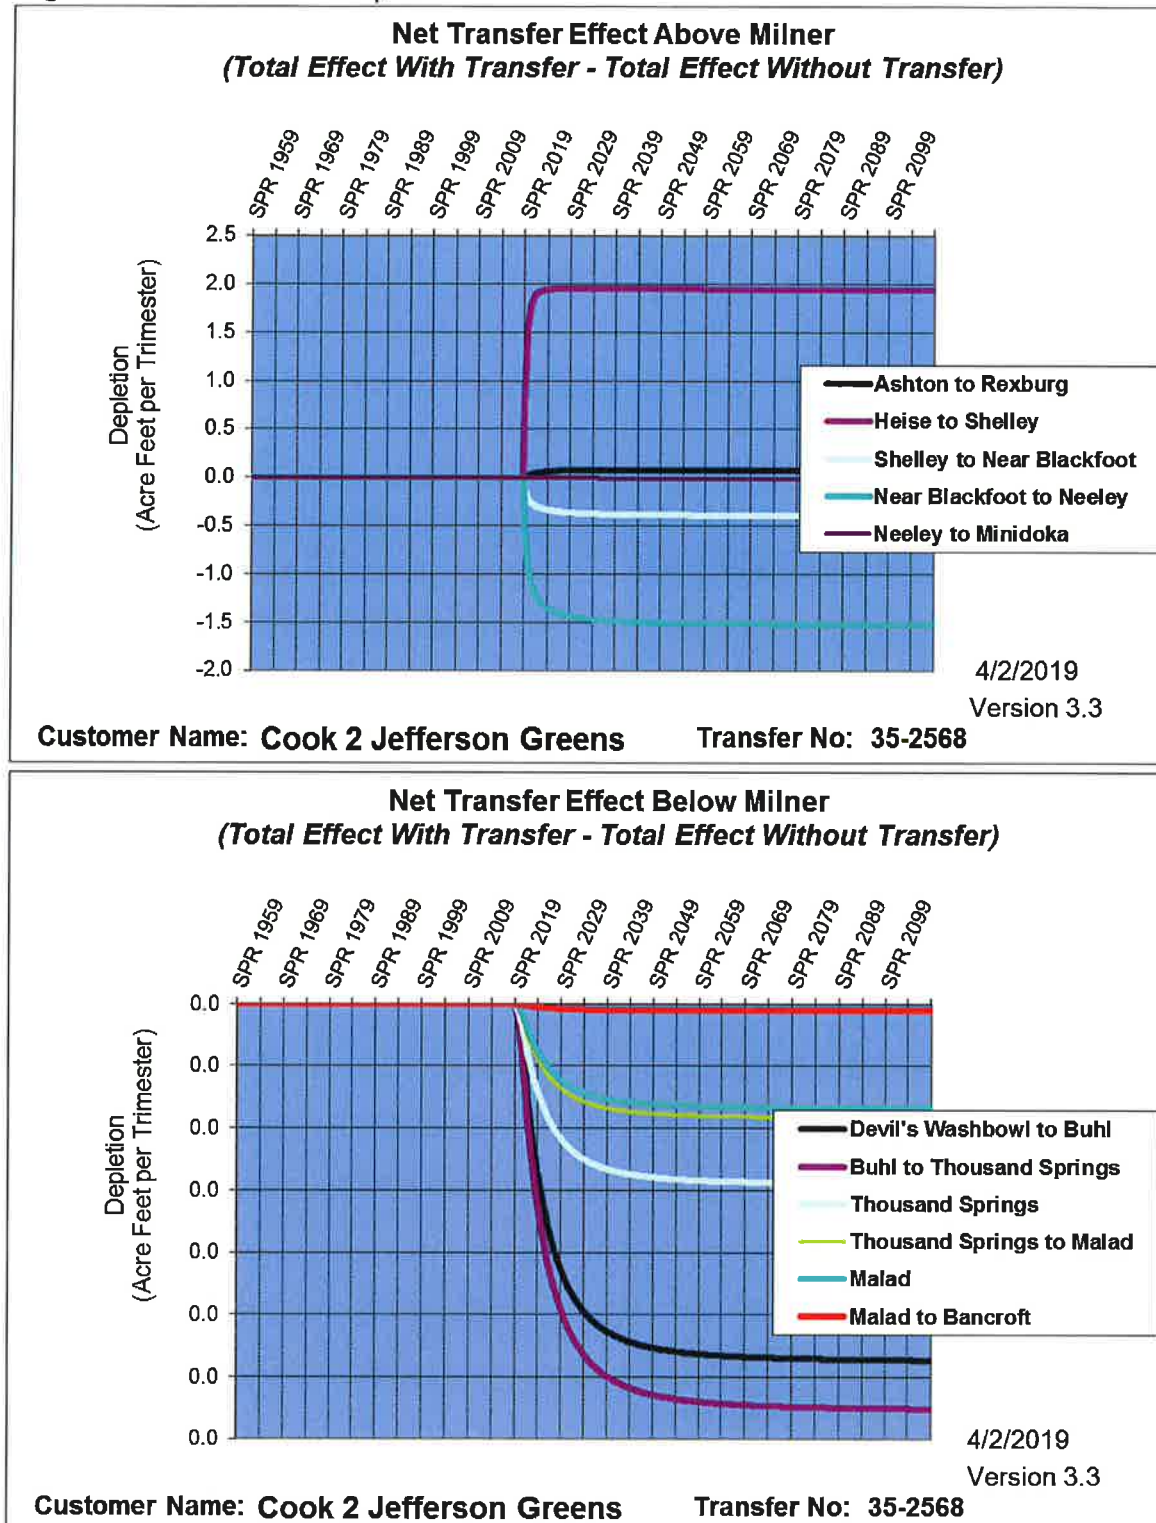 Net Transfer Effect Above Milner
(Total Effect With Transfer - Total Effect Without Transfer)
SPR 1959
SPR 1969
SPR 1979
SPR 1989
SPR 1999
SPR 2009
SPR 2019
SPR 2029
SPR 2039
SPR 2049
SPR 2059
SPR 2069
SPR 2079
SPR 2089
SPR 2099
Depletion
(Acre Feet per Trimester)
2.5
2.0
1.5
1.0
0.5
0.0
-0.5
-1.0
-1.5
-2.0
Ashton to Rexburg
Heise to Shelley
Shelley to Near Blackfoot
Near Blackfoot to Neeley
Neeley to Minidoka
4/2/2019
Version 3.3
Customer Name: Cook 2 Jefferson Greens Transfer No: 35-2568
Net Transfer Effect Below Milner
(Total Effect With Transfer - Total Effect Without Transfer)
SPR 1959
SPR 1969
SPR 1979
SPR 1989
SPR 1999
SPR 2009
SPR 2019
SPR 2029
SPR 2039
SPR 2049
SPR 2059
SPR 2069
SPR 2079
SPR 2089
SPR 2099
Depletion
(Acre Feet per Trimester)
0.0
0.0
0.0
0.0
0.0
0.0
0.0
0.0
Devil's Washbowl to Buhl
Buhl to Thousand Springs
Thousand Springs
Thousand Springs to Malad
Malad
Malad to Bancroft
4/2/2019
Version 3.3
Customer Name: Cook 2 Jefferson Greens Transfer No: 35-2568